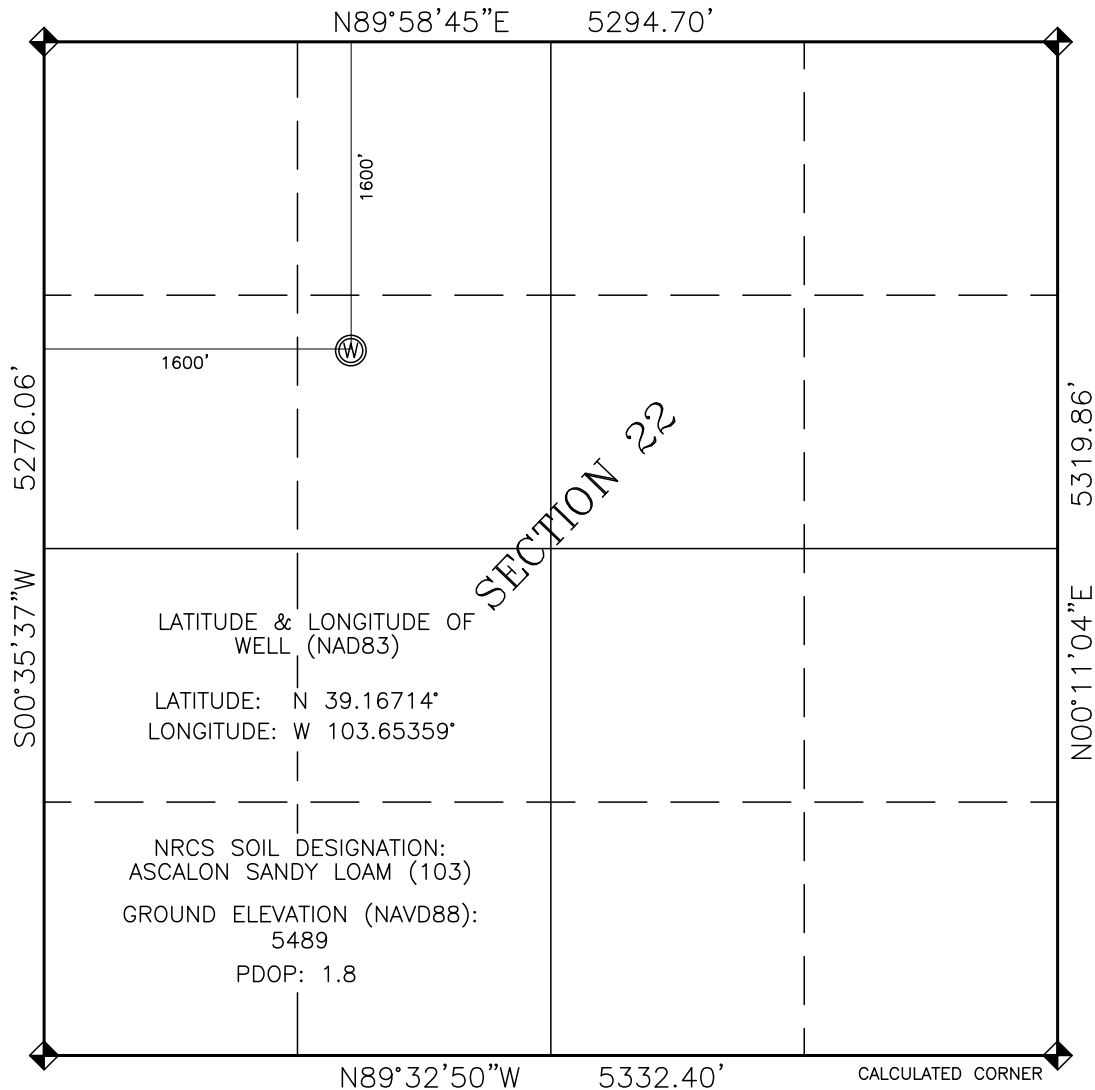 N89°58'45"E 5294.70'
1600'
1600'
W
5276.06'
S00°35'37"W
5319.86'
N00°11'04"E
SECTION 22
LATITUDE & LONGITUDE OF
WELL (NAD83)
LATITUDE: N 39.16714°
LONGITUDE: W 103.65359°
NRCS SOIL DESIGNATION:
ASCALON SANDY LOAM (103)
GROUND ELEVATION (NAVD88):
5489
PDOP: 1.8
N89°32'50"W 5332.40'
CALCULATED CORNER